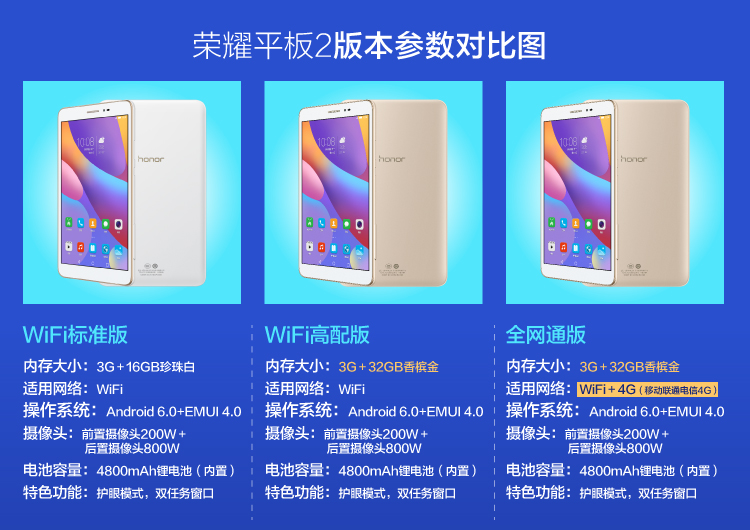 荣耀平板2版本参数对比图
honor
honor
honor
10:08
10:08
10:08
WiFi标准版
内存大小：3G+16GB珍珠白
适用网络：WiFi
操作系统：Android 6.0+EMUI 4.0
摄像头：前置摄像头200W+
后置摄像头800W
电池容量：4800mAh锂电池（内置）
特色功能：护眼模式，双任务窗口
WiFi高配版
内存大小：3G+32GB香槟金
适用网络：WiFi
操作系统：Android 6.0+EMUI 4.0
摄像头：前置摄像头200W+
后置摄像头800W
电池容量：4800mAh锂电池（内置）
特色功能：护眼模式，双任务窗口
全网通版
内存大小：3G+32GB香槟金
适用网络：WiFi+4G（移动联通电信4G）
操作系统：Android 6.0+EMUI 4.0
摄像头：前置摄像头200W+
后置摄像头800W
电池容量：4800mAh锂电池（内置）
特色功能：护眼模式，双任务窗口